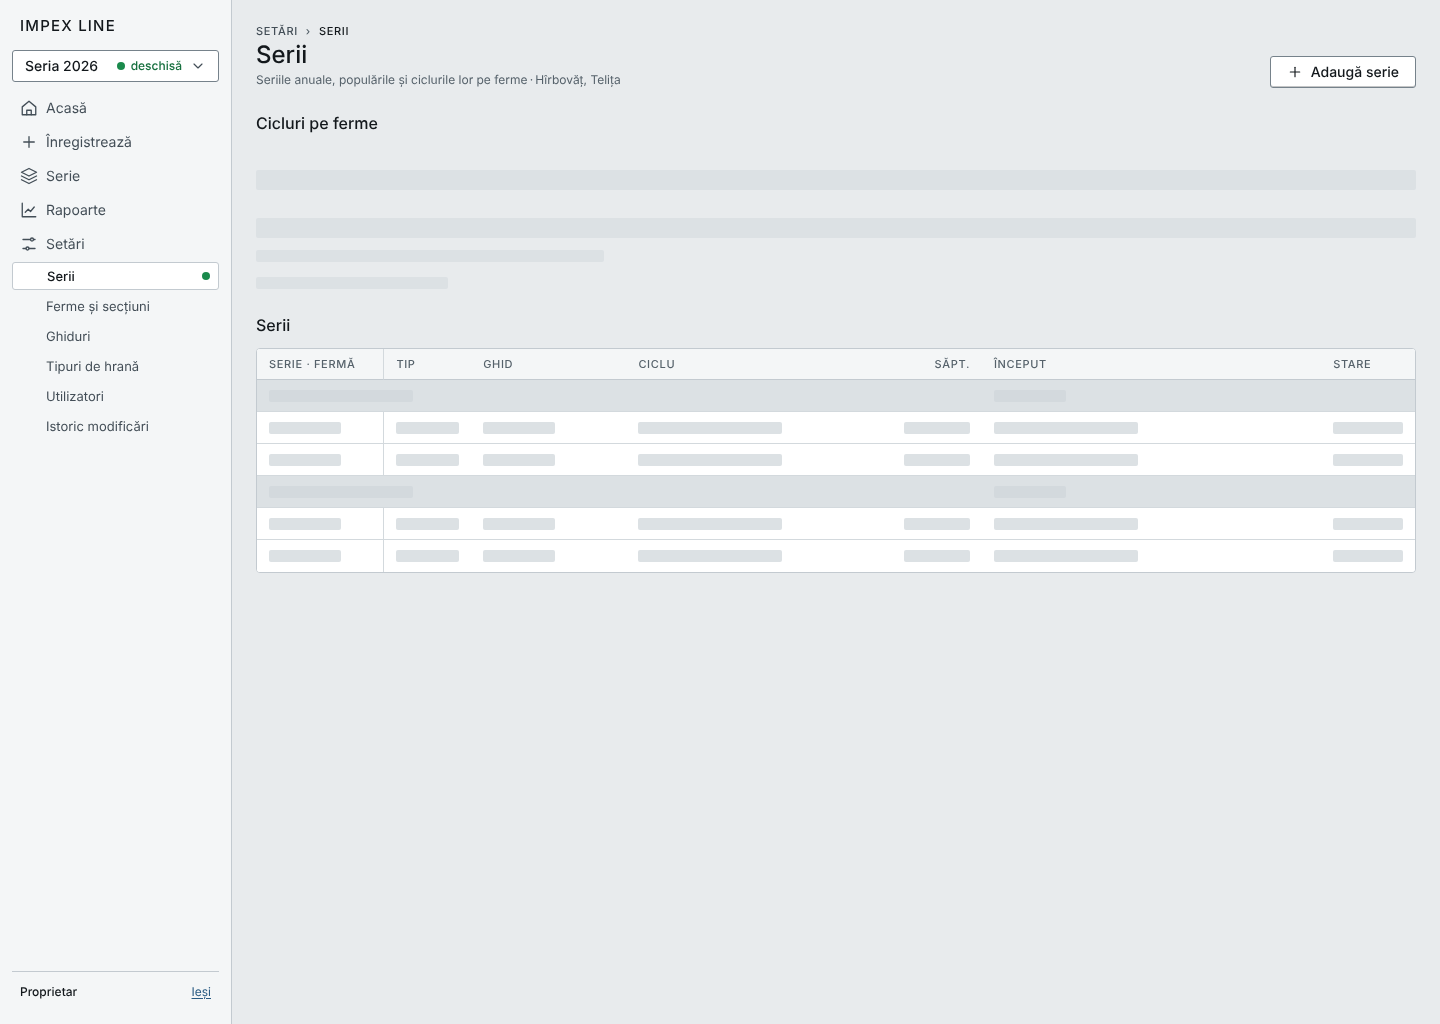 IMPEX LINE
Seria 2026 deschisă
Acasă
Înregistrează
Serie
Rapoarte
Setări
Serii
Ferme și secțiuni
Ghiduri
Tipuri de hrană
Utilizatori
Istoric modificări
Proprietar Ieși
SETĂRI › SERII
Serii
Seriile anuale, populările și ciclurile lor pe ferme · Hîrbovăț, Telița
Adaugă serie
Cicluri pe ferme
Serii
SERIE · FERMĂ TIP GHID CICLU SĂPT. ÎNCEPUT STARE